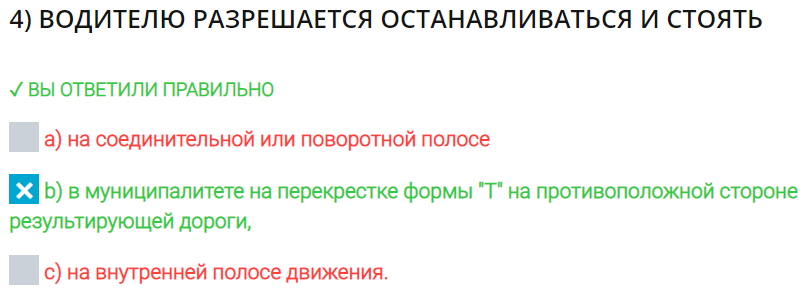 4) ВОДИТЕЛЮ РАЗРЕШАЕТСЯ ОСТАНАВЛИВАТЬСЯ И СТОЯТЬ
✓ ВЫ ОТВЕТИЛИ ПРАВИЛЬНО
a) на соединительной или поворотной полосе
b) в муниципалитете на перекрестке формы "Т" на противоположной стороне
результирующей дороги,
c) на внутренней полосе движения.